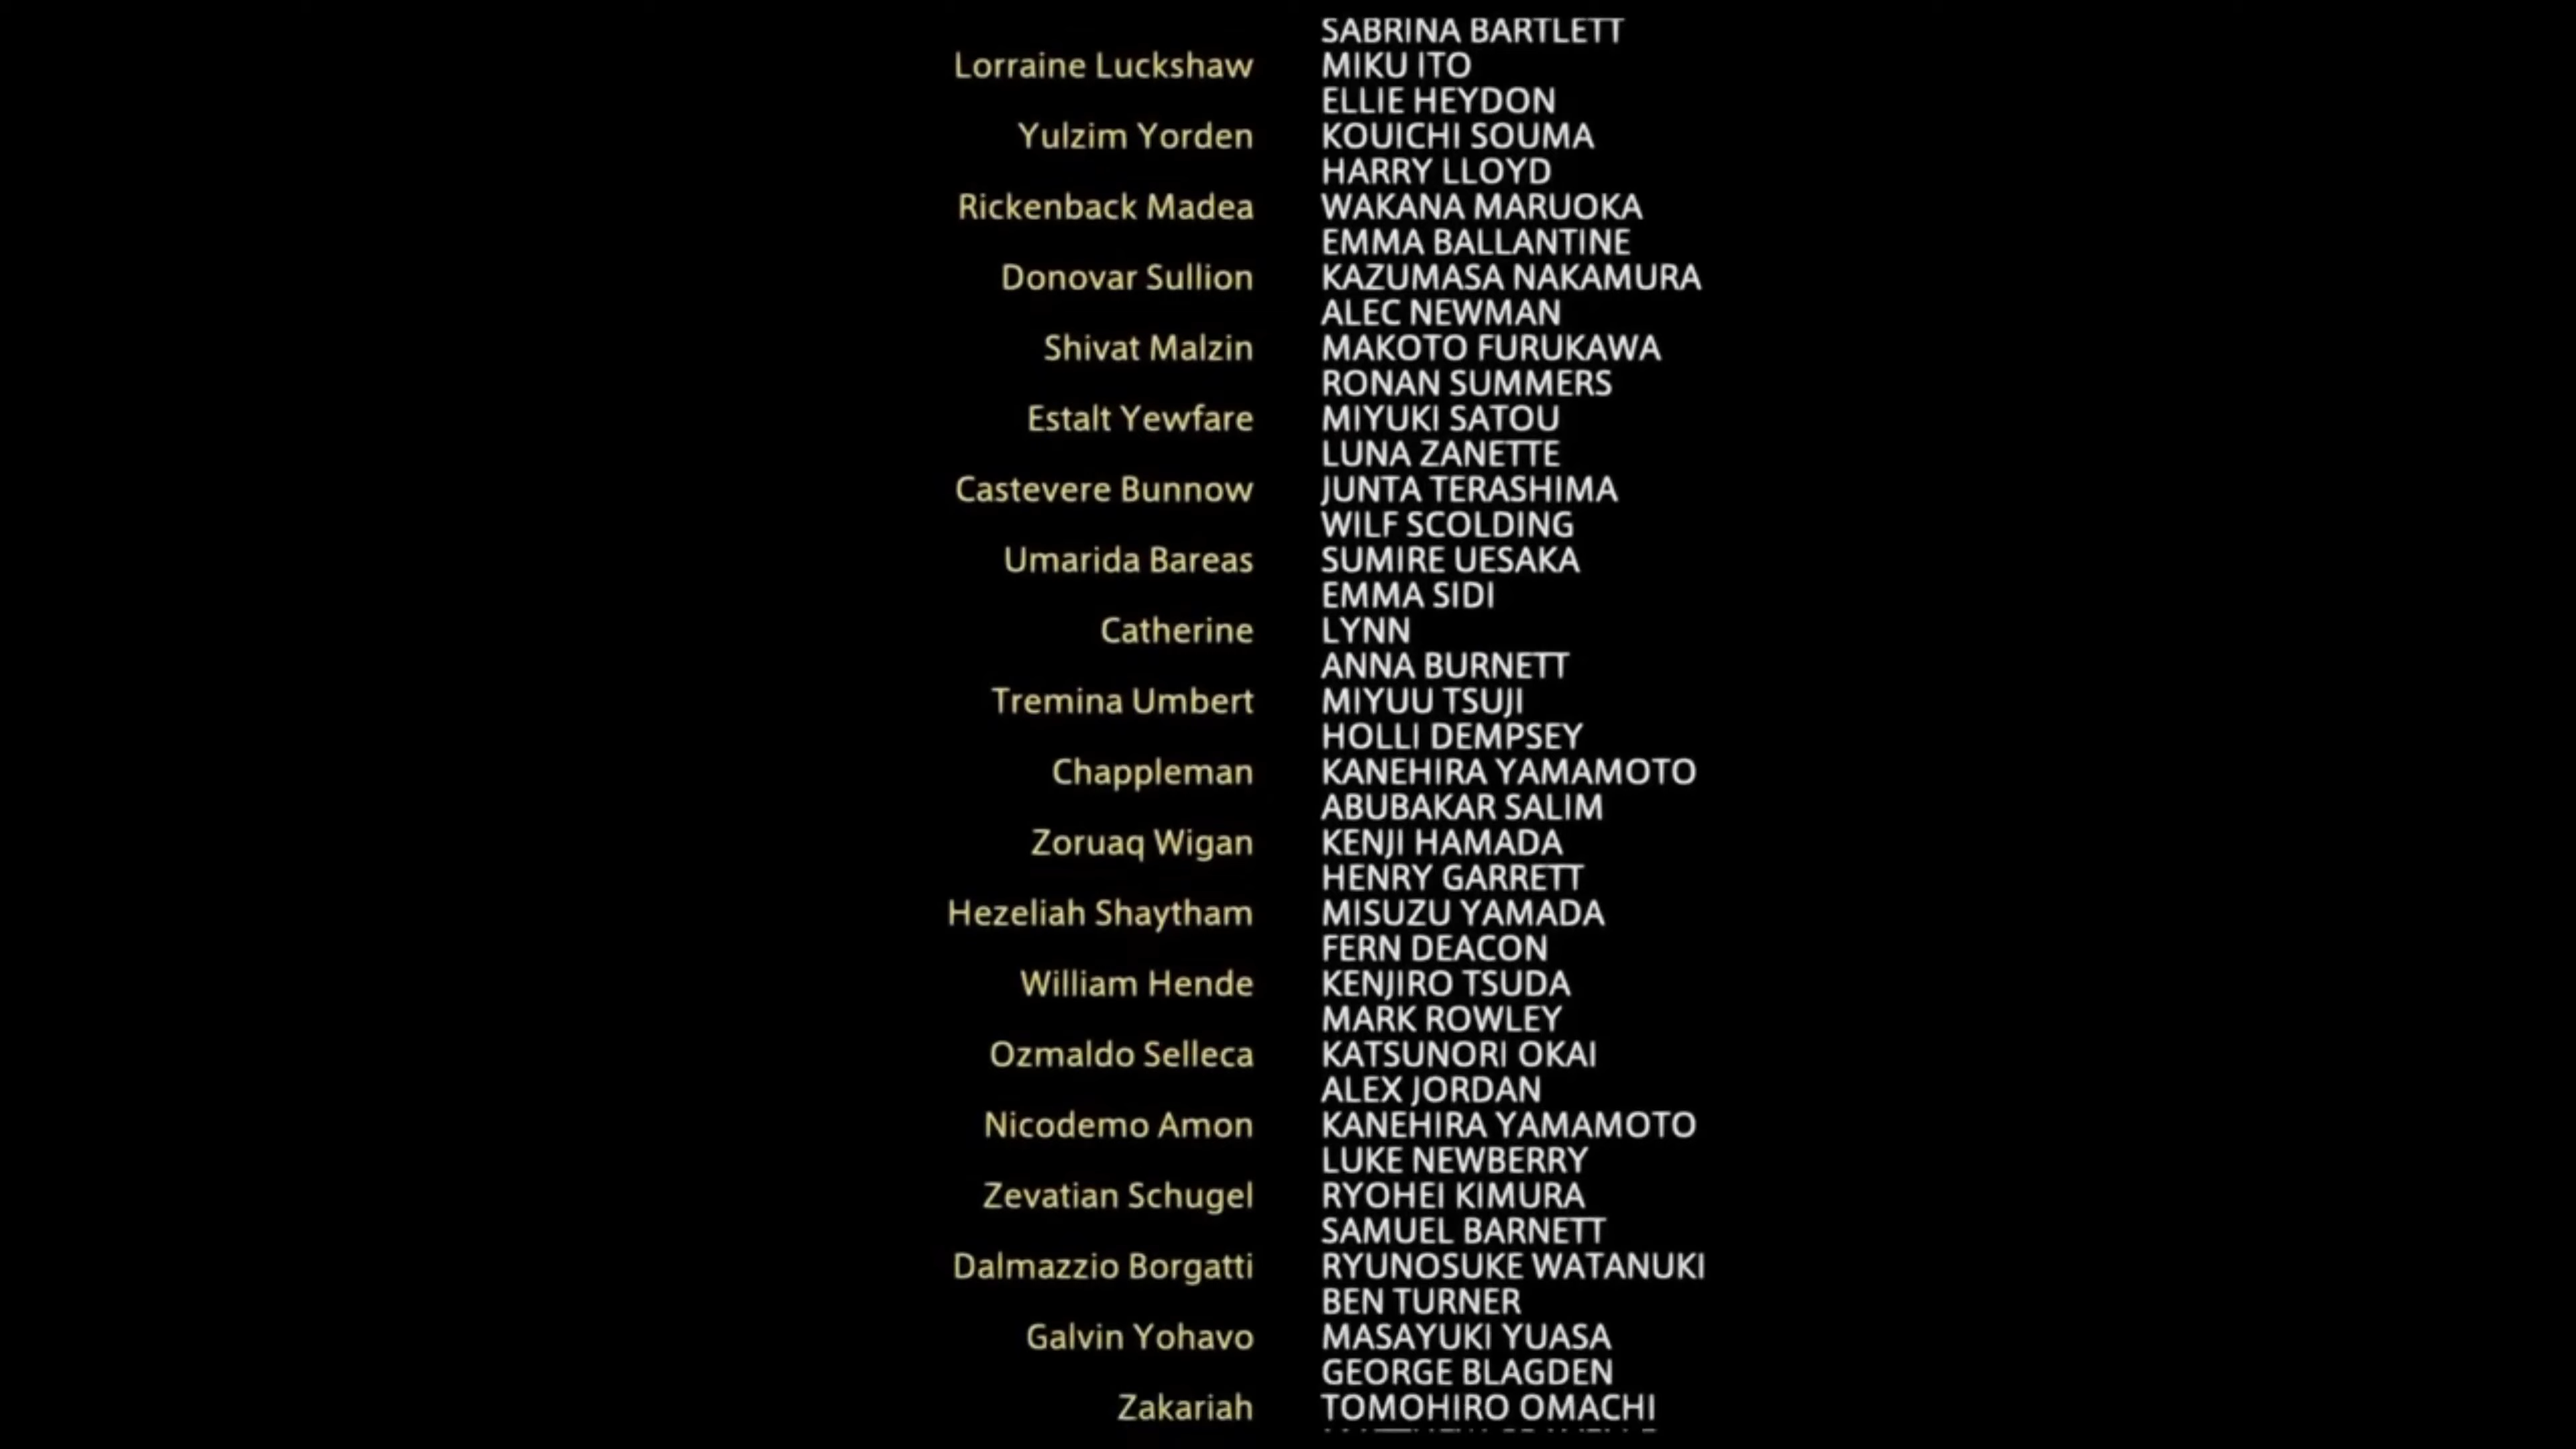 SABRINA BARTLETT
Lorraine Luckshaw MIKU ITO
ELLIE HEYDON
Yulzim Yorden KOUICHI SOUMA
HARRY LLOYD
Rickenback Madea WAKANA MARUOKA
EMMA BALLANTINE
Donovar Sullion KAZUMASA NAKAMURA
ALEC NEWMAN
Shivat Malzin MAKOTO FURUKAWA
RONAN SUMMERS
Estalt Yewfare MIYUKI SATOU
LUNA ZANETTE
Castevere Bunnow JUNTA TERASHIMA
WILF SCOLDING
Umarida Bareas SUMIRE UESAKA
EMMA SIDI
Catherine LYNN
ANNA BURNETT
Tremina Umbert MIYUU TSUJI
HOLLI DEMPSEY
Chappleman KANEHIRA YAMAMOTO
ABUBAKAR SALIM
Zoruaq Wigan KENJI HAMADA
HENRY GARRETT
Hezeliah Shaytham MISUZU YAMADA
FERN DEACON
William Hende KENJIRO TSUDA
MARK ROWLEY
Ozmaldo Selleca KATSUNORI OKAI
ALEX JORDAN
Nicodemo Amon KANEHIRA YAMAMOTO
LUKE NEWBERRY
Zevatian Schugel RYOHEI KIMURA
SAMUEL BARNETT
Dalmazzio Borgatti RYUNOSUKE WATANUKI
BEN TURNER
Galvin Yohavo MASAYUKI YUASA
GEORGE BLAGDEN
Zakariah TOMOHIRO OMACHI